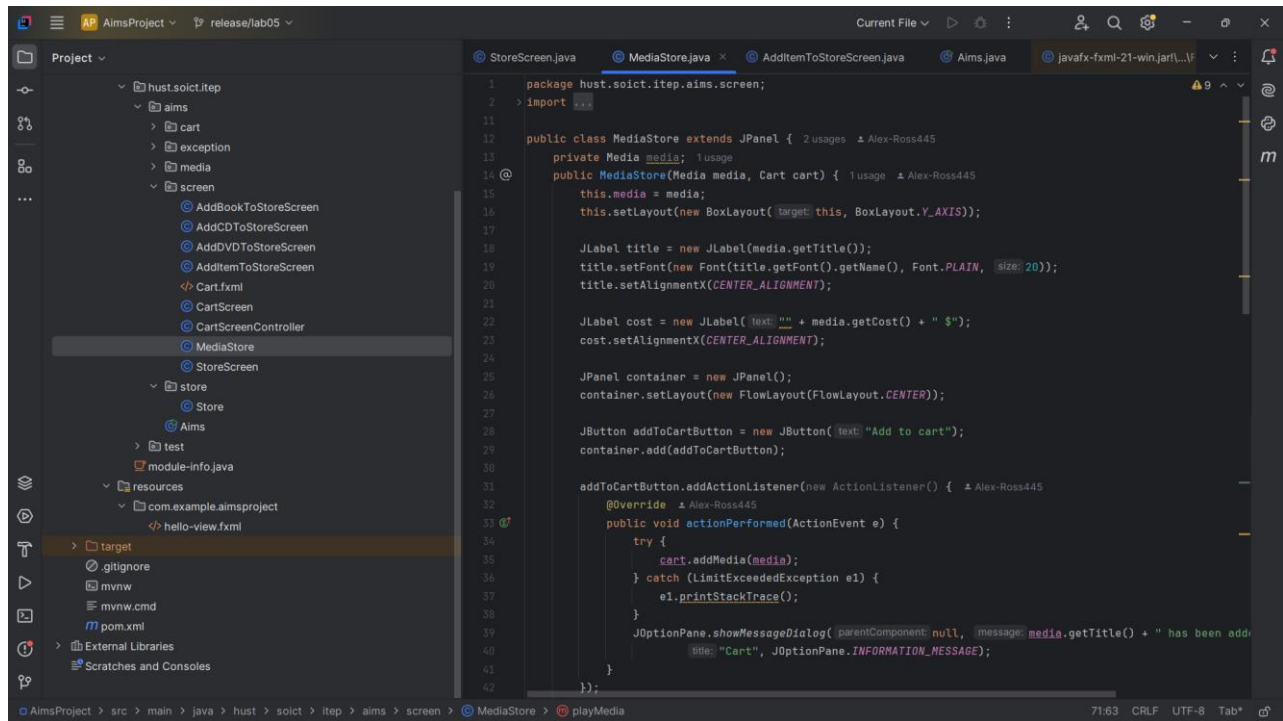 AP AimsProject release/lab05 Current File
Project
hust.soict.itep
aims
cart
exception
media
screen
AddBookToStoreScreen
AddCDToStoreScreen
AddDVDToStoreScreen
AddItemToStoreScreen
</> Cart.fxml
CartScreen
CartScreenController
MediaStore
StoreScreen
store
Store
Aims
test
module-info.java
resources
com.example.aimsproject
</> hello-view.fxml
target
.gitignore
mvnw
mvnw.cmd
m pom.xml
External Libraries
Scratches and Consoles
StoreScreen.java MediaStore.java AddItemToStoreScreen.java Aims.java javafx-fxml-21-win.jar!\...\F
1 package hust.soict.itep.aims.screen; 9
2 import ...
11
12 public class MediaStore extends JPanel { 2 usages Alex-Ross445
13 private Media media; 1 usage
14 @ public MediaStore(Media media, Cart cart) { 1 usage Alex-Ross445
15 this.media = media;
16 this.setLayout(new BoxLayout( target: this, BoxLayout.Y_AXIS));
17
18 JLabel title = new JLabel(media.getTitle());
19 title.setFont(new Font(title.getFont().getName(), Font.PLAIN, size: 20));
20 title.setAlignmentX(CENTER_ALIGNMENT);
21
22 JLabel cost = new JLabel( text: "" + media.getCost() + " $");
23 cost.setAlignmentX(CENTER_ALIGNMENT);
24
25 JPanel container = new JPanel();
26 container.setLayout(new FlowLayout(FlowLayout.CENTER));
27
28 JButton addToCartButton = new JButton( text: "Add to cart");
29 container.add(addToCartButton);
30
31 addToCartButton.addActionListener(new ActionListener() { Alex-Ross445
32 @Override Alex-Ross445
33 public void actionPerformed(ActionEvent e) {
34 try {
35 cart.addMedia(media);
36 } catch (LimitExceededException e1) {
37 e1.printStackTrace();
38 }
39 JOptionPane.showMessageDialog( parentComponent: null, message: media.getTitle() + " has been adde
40 title: "Cart", JOptionPane.INFORMATION_MESSAGE);
41 }
42 });
m
AimsProject > src > main > java > hust > soict > itep > aims > screen > MediaStore > playMedia 71:63 CRLF UTF-8 Tab*